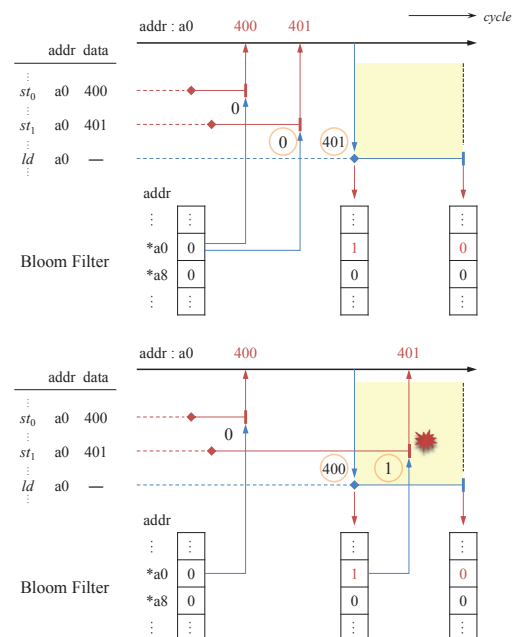 addr : a0
cycle
400 401
addr data
st0 a0 400
0
st1 a0 401
0 401
ld a0 —
addr
*a0 0 1 0
Bloom Filter
*a8 0 0 0
addr : a0
400 401
addr data
st0 a0 400
0
st1 a0 401
400 1
ld a0 —
addr
*a0 0 1 0
Bloom Filter
*a8 0 0 0